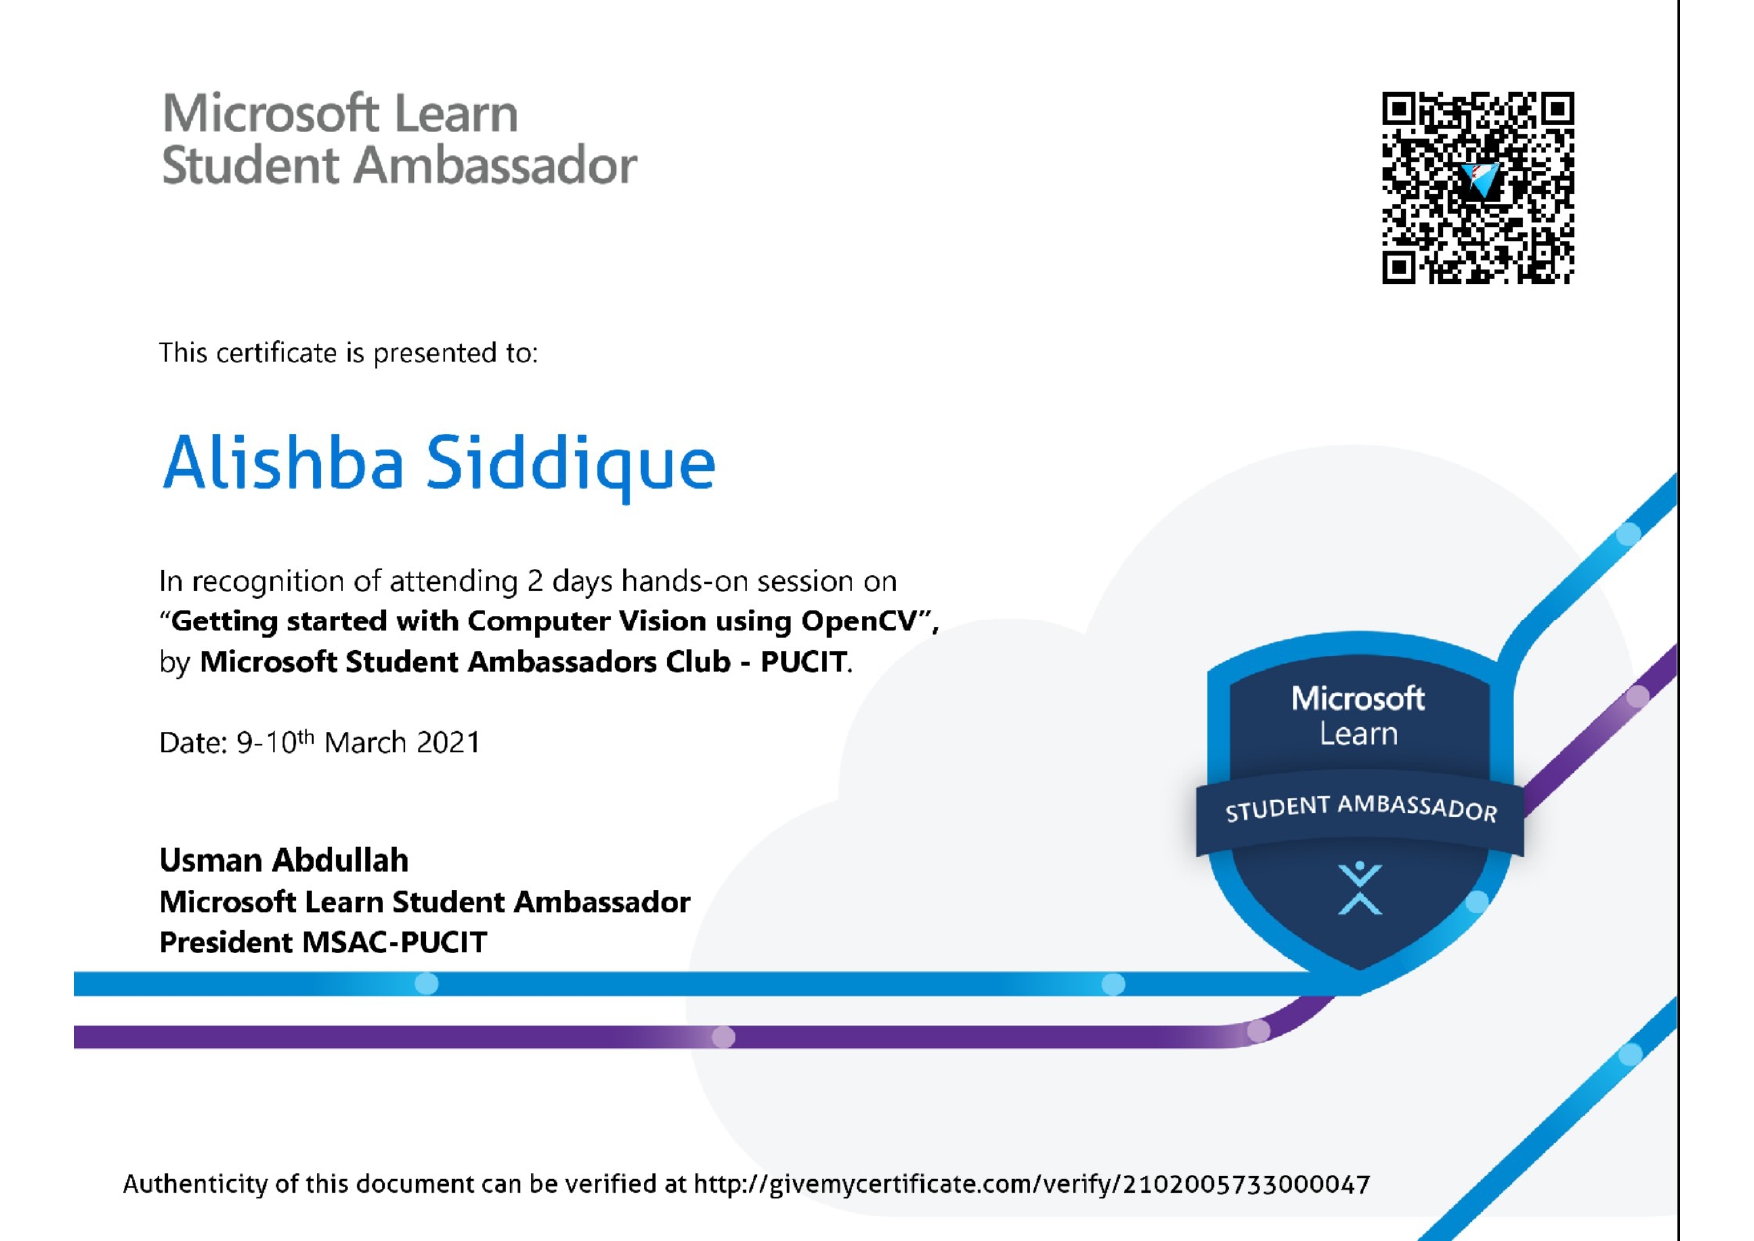 Microsoft Learn
Student Ambassador
This certificate is presented to:
Alishba Siddique
In recognition of attending 2 days hands-on session on
“Getting started with Computer Vision using OpenCV”,
by Microsoft Student Ambassadors Club - PUCIT.
Date: 9-10th March 2021
Usman Abdullah
Microsoft Learn Student Ambassador
President MSAC-PUCIT
Microsoft
Learn
STUDENT AMBASSADOR
Authenticity of this document can be verified at http://givemycertificate.com/verify/2102005733000047